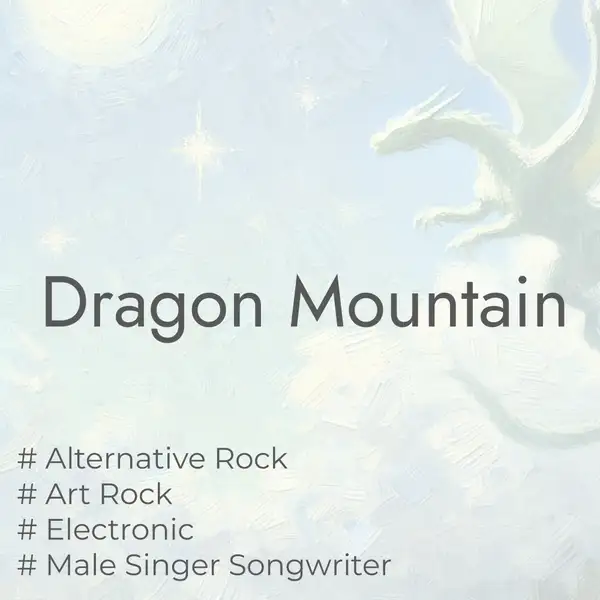 Dragon Mountain
# Alternative Rock
# Art Rock
# Electronic
# Male Singer Songwriter